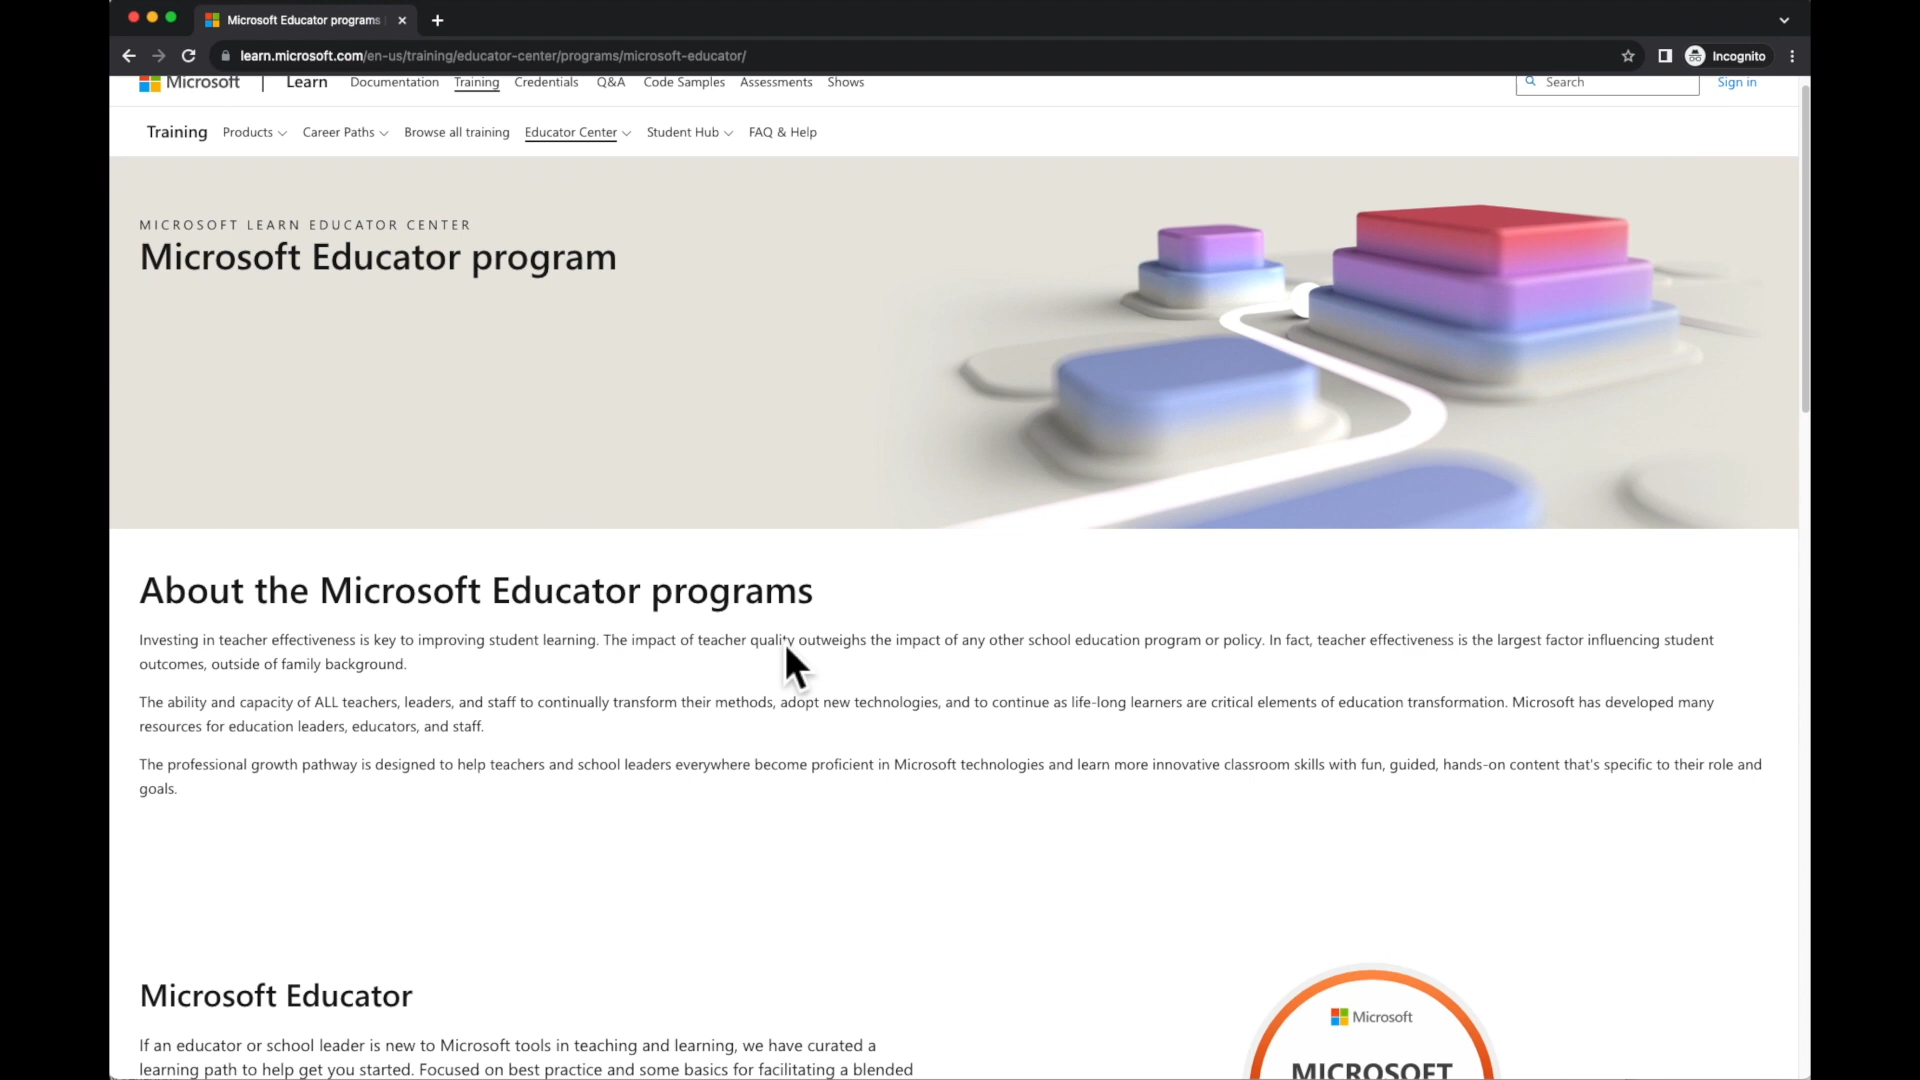 Microsoft Educator programs
learn.microsoft.com/en-us/training/educator-center/programs/microsoft-educator/
Incognito
Microsoft Learn Documentation Training Credentials Q&A Code Samples Assessments Shows Search Sign in
Training Products Career Paths Browse all training Educator Center Student Hub FAQ & Help
MICROSOFT LEARN EDUCATOR CENTER
Microsoft Educator program
About the Microsoft Educator programs
Investing in teacher effectiveness is key to improving student learning. The impact of teacher quality outweighs the impact of any other school education program or policy. In fact, teacher effectiveness is the largest factor influencing student
outcomes, outside of family background.
The ability and capacity of ALL teachers, leaders, and staff to continually transform their methods, adopt new technologies, and to continue as life-long learners are critical elements of education transformation. Microsoft has developed many
resources for education leaders, educators, and staff.
The professional growth pathway is designed to help teachers and school leaders everywhere become proficient in Microsoft technologies and learn more innovative classroom skills with fun, guided, hands-on content that's specific to their role and
goals.
Microsoft Educator
If an educator or school leader is new to Microsoft tools in teaching and learning, we have curated a
learning path to help get you started. Focused on best practice and some basics for facilitating a blended
Microsoft
MICROSOFT